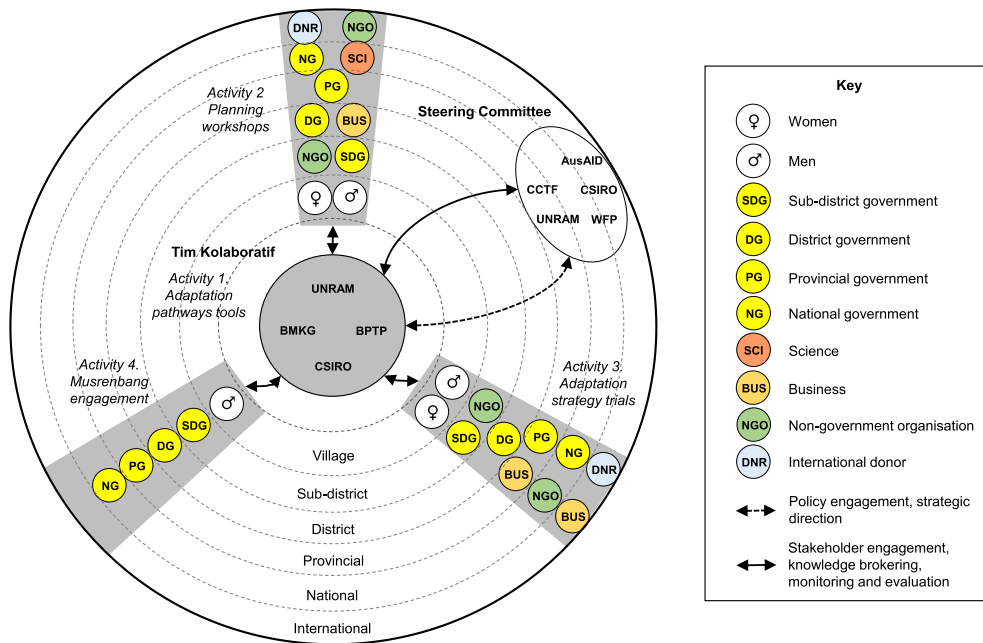 DNR
NGO
NG
SCI
PG
DG
BUS
NGO
SDG
♀
♂
Activity 2
Planning
workshops
Steering Committee
AusAID
CCTF
CSIRO
UNRAM
WFP
Tim Kolaboratif
Activity 1.
Adaptation
pathways tools
UNRAM
BMKG
BPTP
CSIRO
Activity 4.
Musrenbang
engagement
♂
SDG
DG
PG
NG
Activity 3.
Adaptation
strategy trials
♂
♀
NGO
SDG
DG
PG
NG
DNR
BUS
NGO
BUS
Village
Sub-district
District
Provincial
National
International
Key
♀ Women
♂ Men
SDG Sub-district government
DG District government
PG Provincial government
NG National government
SCI Science
BUS Business
NGO Non-government organisation
DNR International donor
Policy engagement, strategic
direction
Stakeholder engagement,
knowledge brokering,
monitoring and evaluation